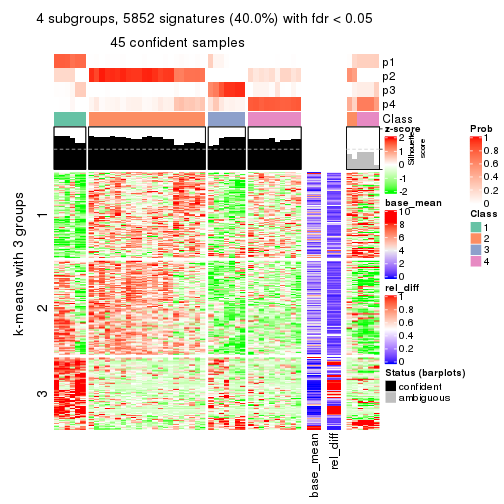 4 subgroups, 5852 signatures (40.0%) with fdr < 0.05
45 confident samples
p1
p2
p3
p4
Class
Silhouette
score
k-means with 3 groups
1
2
3
base_mean
rel_diff
z-score
2
1
0
-1
-2
base_mean
10
8
6
4
2
0
rel_diff
1
0.8
0.6
0.4
0.2
0
Status (barplots)
confident
ambiguous
Prob
1
0.8
0.6
0.4
0.2
0
Class
1
2
3
4